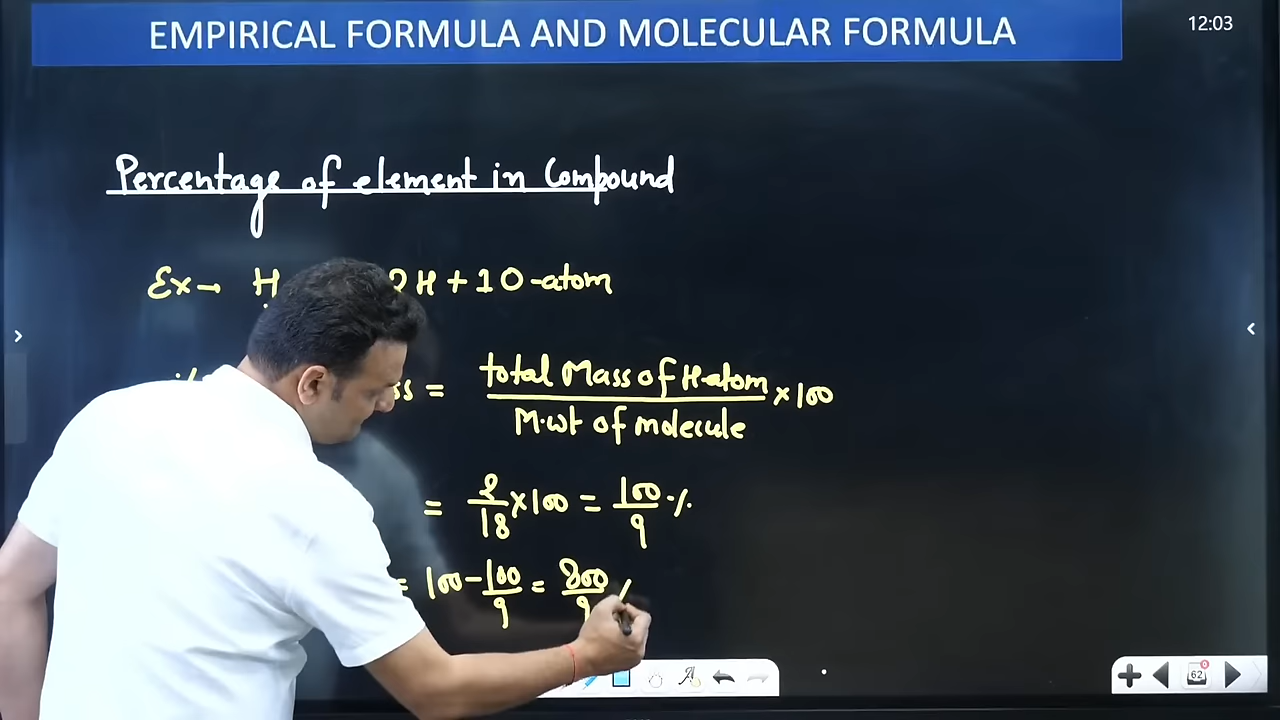 EMPIRICAL FORMULA AND MOLECULAR FORMULA
12:03
Percentage of element in Compound
Ex→ H 2H + 1 O-atom
= total Mass of H-atom / M.wt of molecule × 100
= 2/18 × 100 = 100/9 %
= 100 - 100/9 = 800/9 %
62